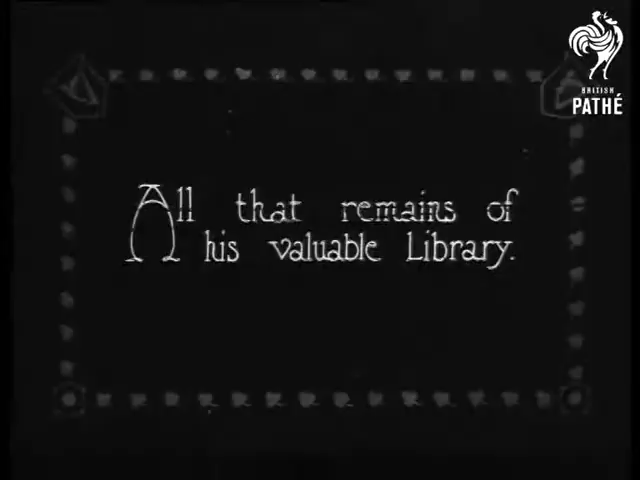 BRITISH
PATHÉ
All that remains of
his valuable Library.